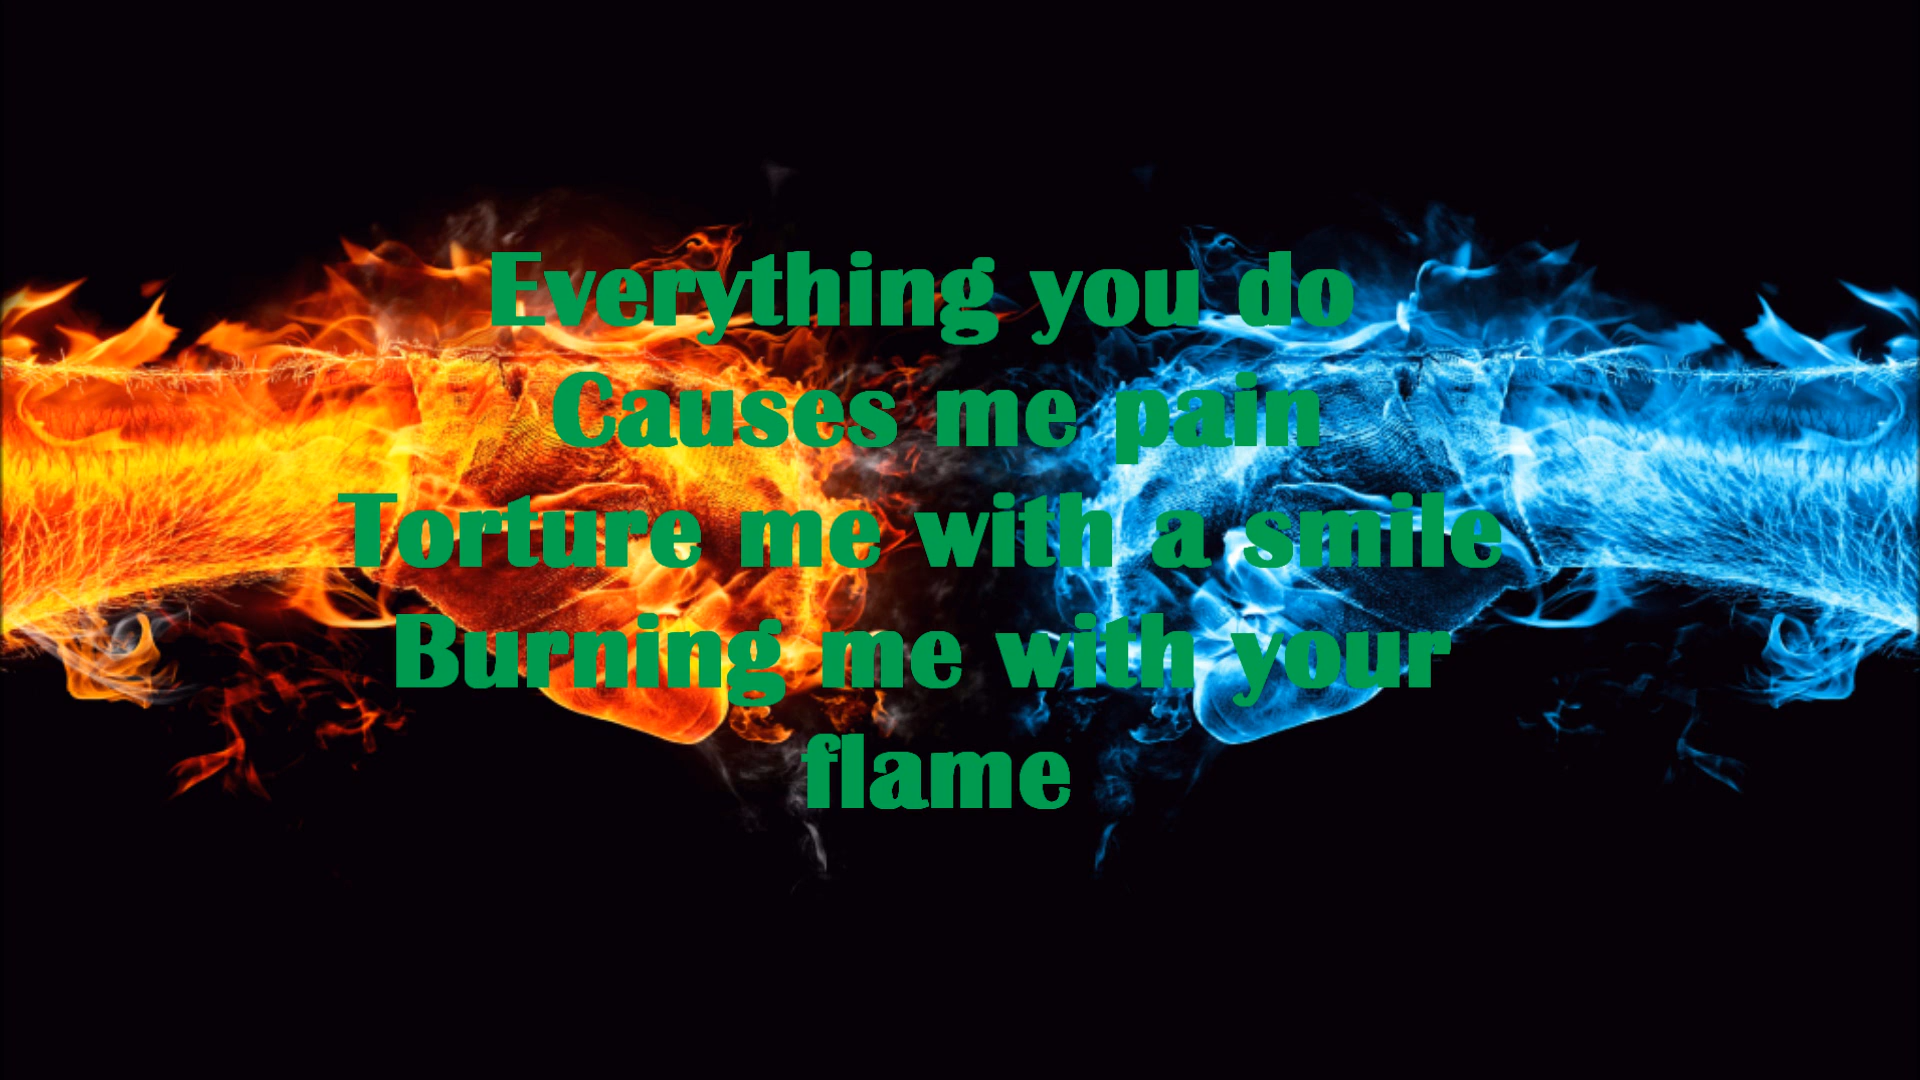 Everything you do
Causes me pain
Torture me with a smile
Burning me with your
flame